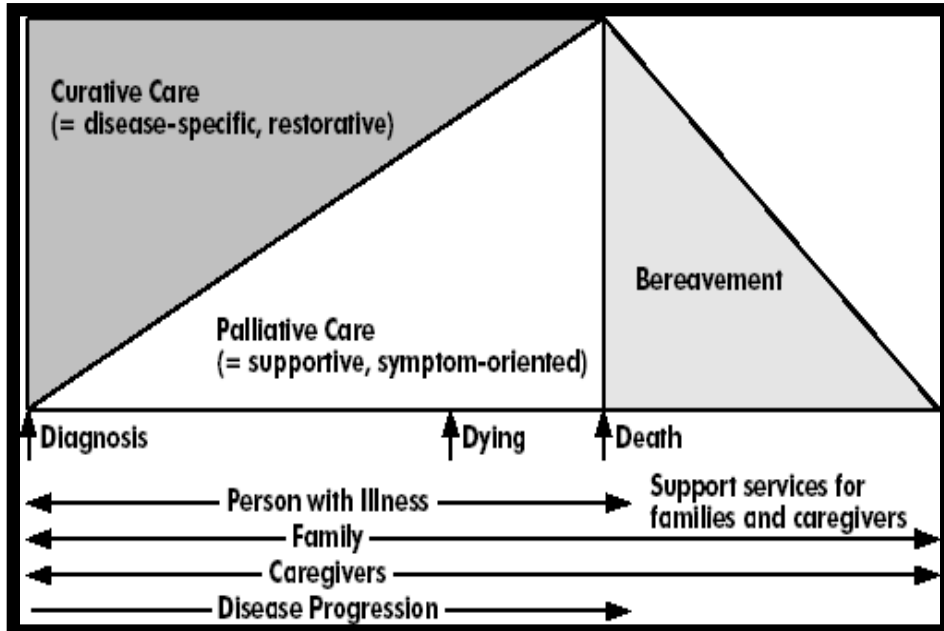 Curative Care
(= disease-specific, restorative)
Bereavement
Palliative Care
(= supportive, symptom-oriented)
Diagnosis
Dying
Death
Person with Illness
Support services for
families and caregivers
Family
Caregivers
Disease Progression